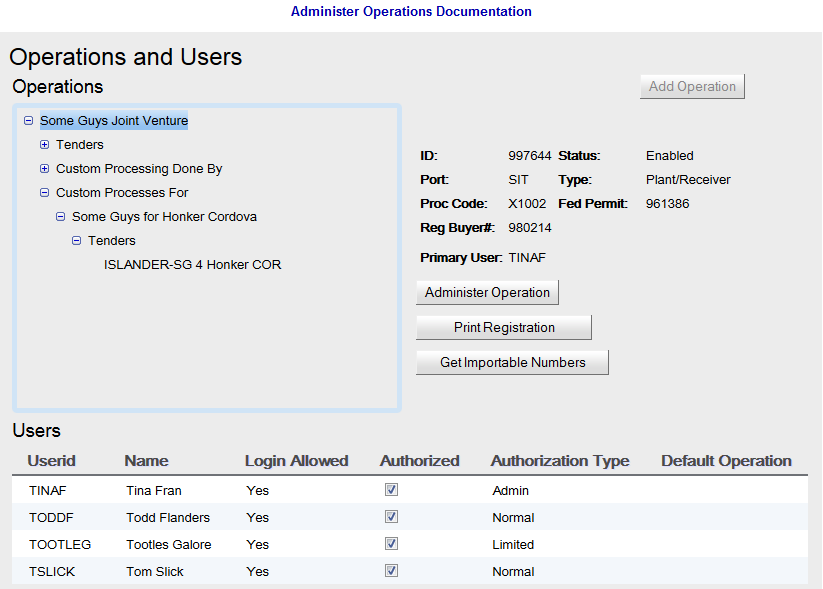 Administer Operations Documentation
Operations and Users
Operations
Add Operation
Some Guys Joint Venture
Tenders
Custom Processing Done By
Custom Processes For
Some Guys for Honker Cordova
Tenders
ISLANDER-SG 4 Honker COR
ID: 997644 Status: Enabled
Port: SIT Type: Plant/Receiver
Proc Code: X1002 Fed Permit: 961386
Reg Buyer#: 980214
Primary User: TINAF
Administer Operation
Print Registration
Get Importable Numbers
Users
Userid Name Login Allowed Authorized Authorization Type Default Operation
TINAF Tina Fran Yes Admin
TODDF Todd Flanders Yes Normal
TOOTLEG Tootles Galore Yes Limited
TSLICK Tom Slick Yes Normal